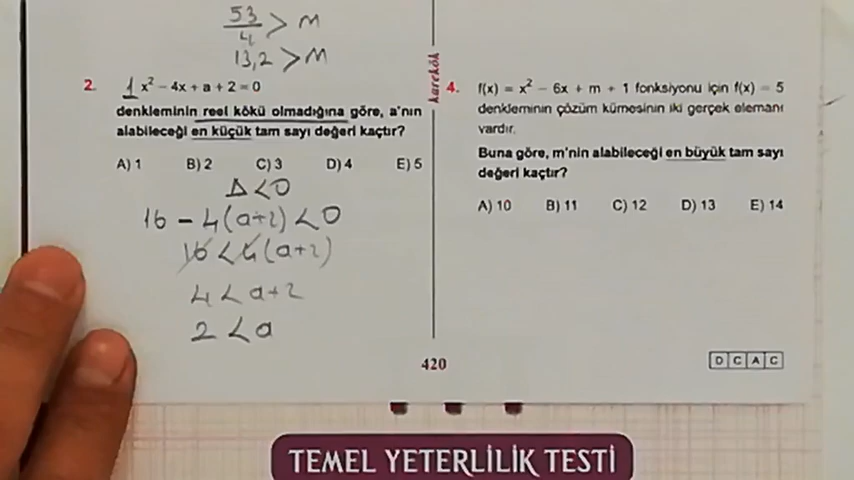 53/4 > m
13,2 > m
2. 1 x² – 4x + a + 2 = 0
denkleminin reel kökü olmadığına göre, a'nın
alabileceği en küçük tam sayı değeri kaçtır?
A) 1 B) 2 C) 3 D) 4 E) 5
Δ < 0
16 – 4(a+2) < 0
16 < 4(a+2)
4 < a+2
2 < a
karekök
4. f(x) = x² – 6x + m + 1 fonksiyonu için f(x) = 5
denkleminin çözüm kümesinin iki gerçek elemanı
vardır.
Buna göre, m'nin alabileceği en büyük tam sayı
değeri kaçtır?
A) 10 B) 11 C) 12 D) 13 E) 14
420
D C A C
TEMEL YETERLİLİK TESTİ